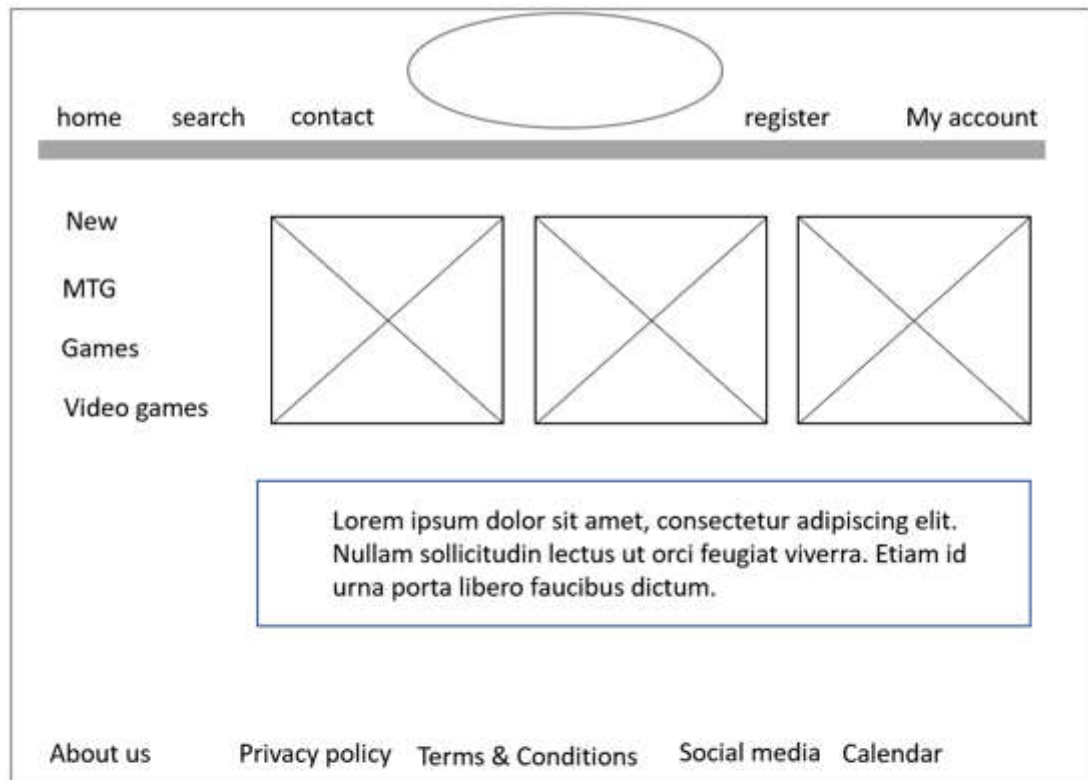 home search contact register My account
New
MTG
Games
Video games
Lorem ipsum dolor sit amet, consectetur adipiscing elit.
Nullam sollicitudin lectus ut orci feugiat viverra. Etiam id
urna porta libero faucibus dictum.
About us Privacy policy Terms & Conditions Social media Calendar